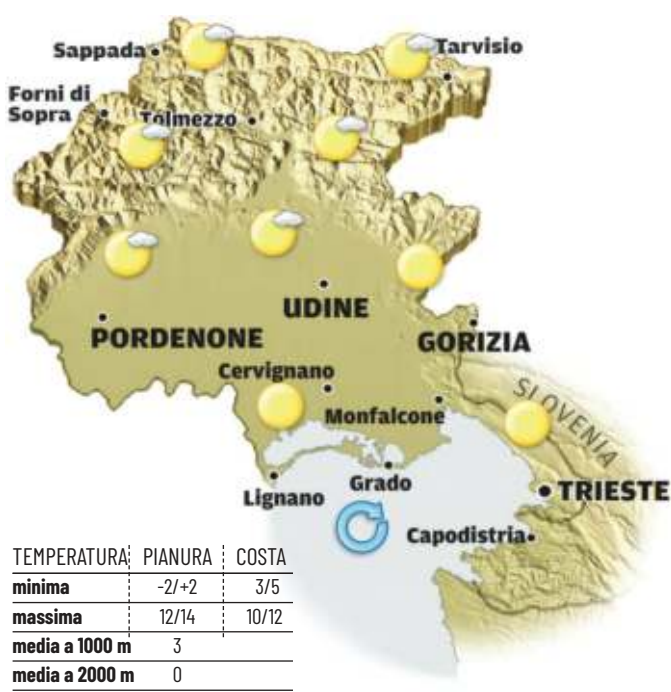 Sappada
Tarvisio
Forni di
Sopra
Tolmezzo
UDINE
PORDENONE
GORIZIA
Cervignano
Monfalcone
SLOVENIA
Lignano
Grado
TRIESTE
Capodistria
TEMPERATURA PIANURA COSTA
minima -2/+2 3/5
massima 12/14 10/12
media a 1000 m 3
media a 2000 m 0